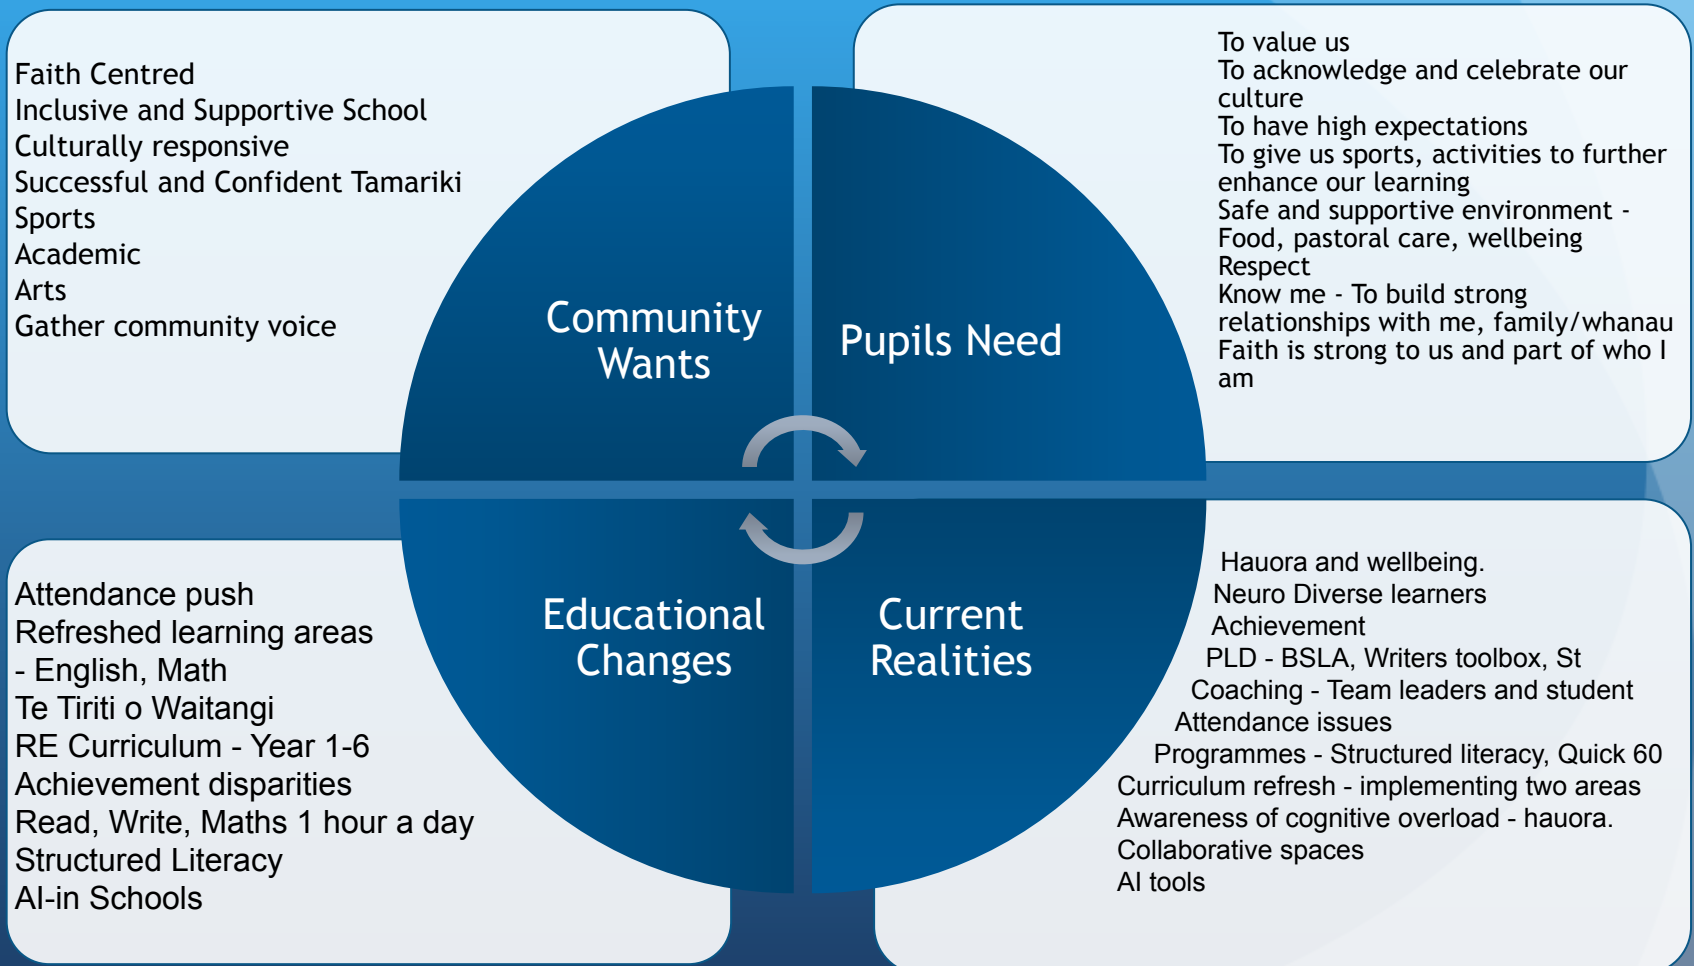 Faith Centred
Inclusive and Supportive School
Culturally responsive
Successful and Confident Tamariki
Sports
Academic
Arts
Gather community voice
Community
Wants
Pupils Need
To value us
To acknowledge and celebrate our
culture
To have high expectations
To give us sports, activities to further
enhance our learning
Safe and supportive environment -
Food, pastoral care, wellbeing
Respect
Know me - To build strong
relationships with me, family/whanau
Faith is strong to us and part of who I
am
Attendance push
Refreshed learning areas
- English, Math
Te Tiriti o Waitangi
RE Curriculum - Year 1-6
Achievement disparities
Read, Write, Maths 1 hour a day
Structured Literacy
AI-in Schools
Educational
Changes
Current
Realities
Hauora and wellbeing.
Neuro Diverse learners
Achievement
PLD - BSLA, Writers toolbox, St
Coaching - Team leaders and student
Attendance issues
Programmes - Structured literacy, Quick 60
Curriculum refresh - implementing two areas
Awareness of cognitive overload - hauora.
Collaborative spaces
AI tools